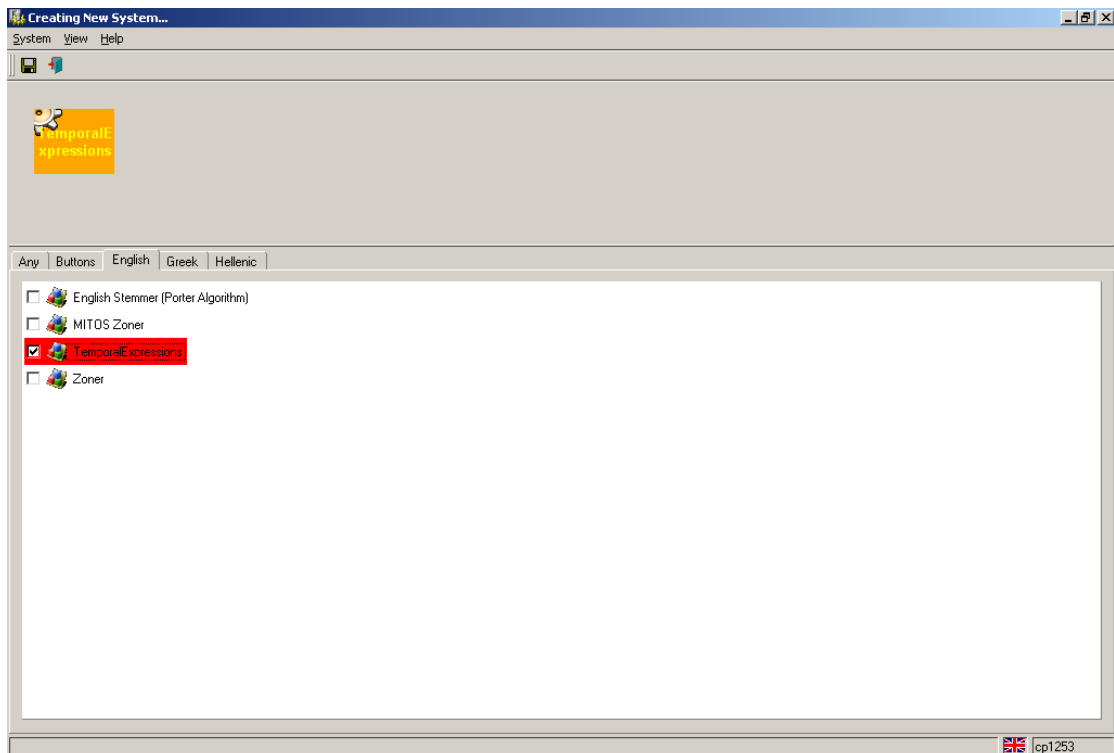 Creating New System...
System View Help
TemporalE
xpressions
Any Buttons English Greek Hellenic
English Stemmer (Porter Algorithm)
MITOS Zoner
TemporalExpressions
Zoner
cp1253